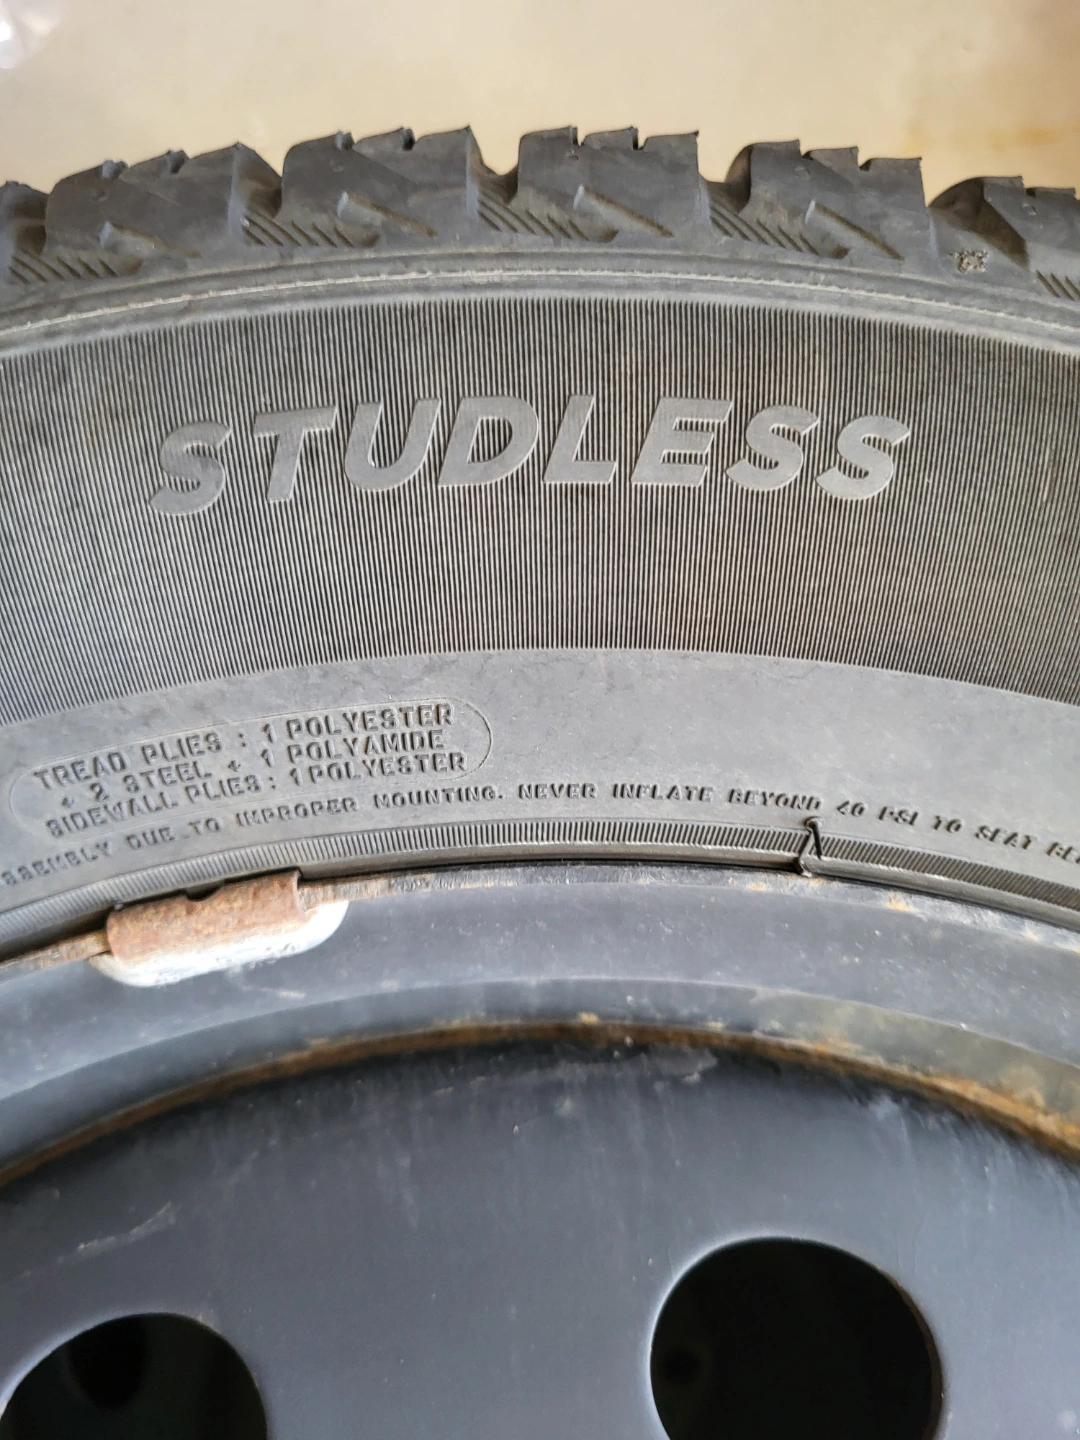 STUDLESS
TREAD PLIES : 1 POLYESTER
+ 2 STEEL + 1 POLYAMIDE
SIDEWALL PLIES : 1 POLYESTER
DUE TO IMPROPER MOUNTING. NEVER INFLATE BEYOND 40 PSI TO SEAT